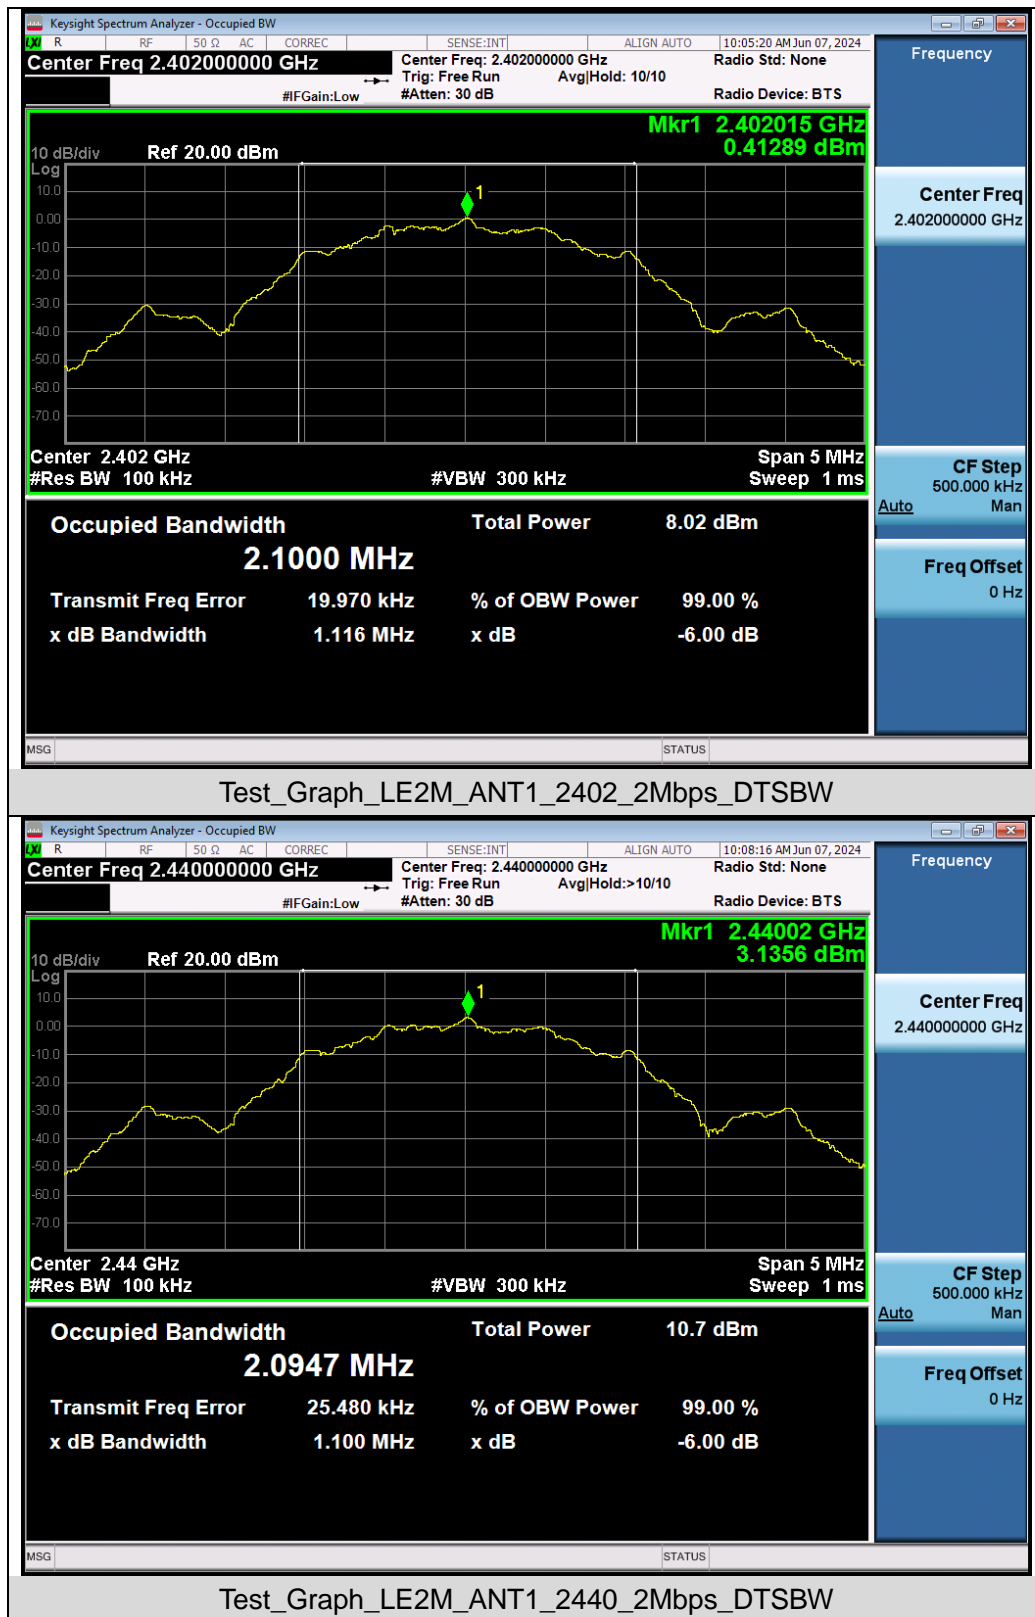 Keysight Spectrum Analyzer - Occupied BW
LXI R RF 50 Ω AC CORREC SENSE:INT ALIGN AUTO 10:05:20 AM Jun 07, 2024
Center Freq 2.402000000 GHz
Center Freq: 2.402000000 GHz Radio Std: None
Trig: Free Run Avg|Hold: 10/10
#IFGain:Low #Atten: 30 dB Radio Device: BTS
Frequency
Mkr1 2.402015 GHz
0.41289 dBm
10 dB/div Ref 20.00 dBm
Log
10.0
0.00
-10.0
-20.0
-30.0
-40.0
-50.0
-60.0
-70.0
1
Center Freq
2.402000000 GHz
Center 2.402 GHz Span 5 MHz
#Res BW 100 kHz #VBW 300 kHz Sweep 1 ms
CF Step
500.000 kHz
Auto Man
Occupied Bandwidth Total Power 8.02 dBm
2.1000 MHz
Transmit Freq Error 19.970 kHz % of OBW Power 99.00 %
x dB Bandwidth 1.116 MHz x dB -6.00 dB
Freq Offset
0 Hz
MSG STATUS
Test_Graph_LE2M_ANT1_2402_2Mbps_DTSBW
Keysight Spectrum Analyzer - Occupied BW
LXI R RF 50 Ω AC CORREC SENSE:INT ALIGN AUTO 10:08:16 AM Jun 07, 2024
Center Freq 2.440000000 GHz
Center Freq: 2.440000000 GHz Radio Std: None
Trig: Free Run Avg|Hold:>10/10
#IFGain:Low #Atten: 30 dB Radio Device: BTS
Frequency
Mkr1 2.44002 GHz
3.1356 dBm
10 dB/div Ref 20.00 dBm
Log
10.0
0.00
-10.0
-20.0
-30.0
-40.0
-50.0
-60.0
-70.0
1
Center Freq
2.440000000 GHz
Center 2.44 GHz Span 5 MHz
#Res BW 100 kHz #VBW 300 kHz Sweep 1 ms
CF Step
500.000 kHz
Auto Man
Occupied Bandwidth Total Power 10.7 dBm
2.0947 MHz
Transmit Freq Error 25.480 kHz % of OBW Power 99.00 %
x dB Bandwidth 1.100 MHz x dB -6.00 dB
Freq Offset
0 Hz
MSG STATUS
Test_Graph_LE2M_ANT1_2440_2Mbps_DTSBW